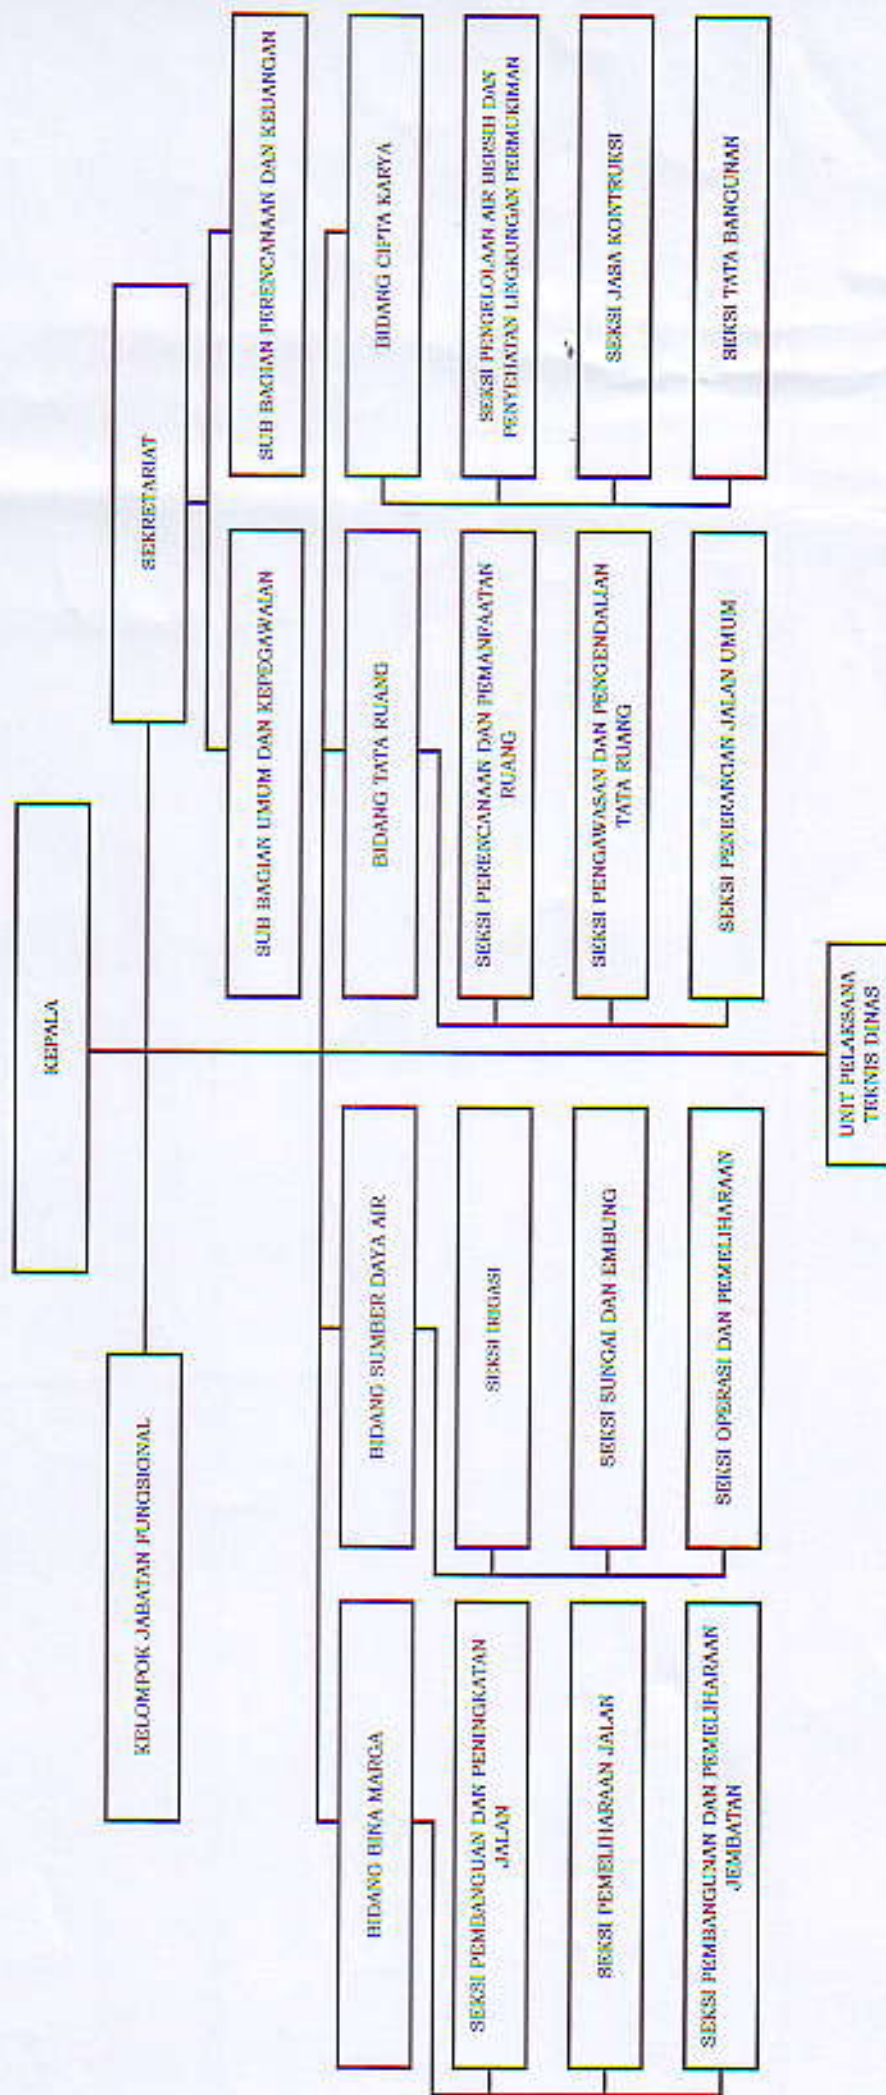 KEPALA
KELOMPOK JABATAN FUNGSIONAL
SEKRETARIAT
SUB BAGIAN UMUM DAN KEPEGAWAIAN
SUB BAGIAN PERENCANAAN DAN KEUANGAN
BIDANG BINA MARGA
BIDANG SUMBER DAYA AIR
BIDANG TATA RUANG
BIDANG CIPTA KARYA
SEKSI PEMBANGUAN DAN PENINGKATAN
JALAN
SEKSI IRIGASI
SEKSI PERENCANAAN DAN PEMANFAATAN
RUANG
SEKSI PENGELOLAAN AIR BERSIH DAN
PENYEHATAN LINGKUNGAN PERMUKIMAN
SEKSI PEMELIHARAAN JALAN
SEKSI SUNGAI DAN EMBUNG
SEKSI PENGAWASAN DAN PENGENDALIAN
TATA RUANG
SEKSI JASA KONTRUKSI
SEKSI PEMBANGUNAN DAN PEMELIHARAAN
JEMBATAN
SEKSI OPERASI DAN PEMELIHARAAN
SEKSI PENERANGAN JALAN UMUM
SEKSI TATA BANGUNAN
UNIT PELAKSANA
TEKNIS DINAS